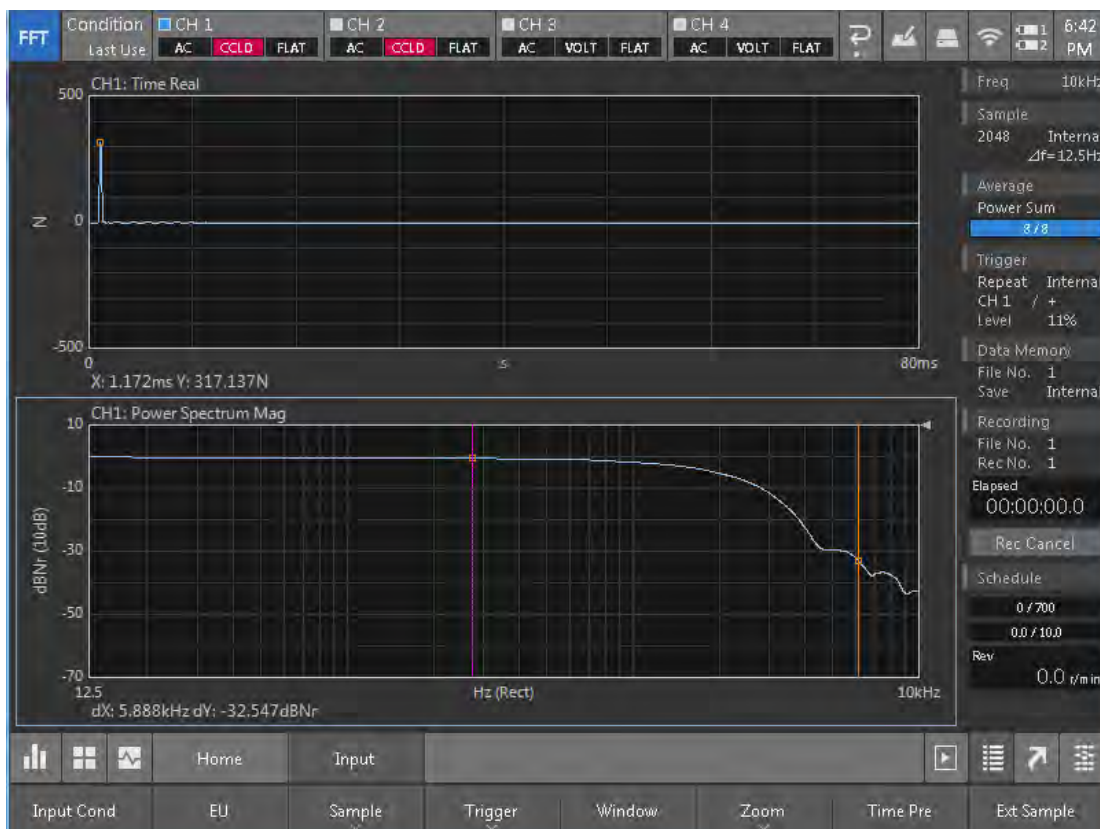 FFT
Condition
Last Use
CH 1
AC CCLD FLAT
CH 2
AC CCLD FLAT
CH 3
AC VOLT FLAT
CH 4
AC VOLT FLAT
1
2
6:42
PM
CH1: Time Real
500
N
0
-500
0
s
80ms
X: 1.172ms Y: 317.137N
CH1: Power Spectrum Mag
10
-10
dBNr (10dB)
-30
-50
-70
12.5
Hz (Rect)
10kHz
dX: 5.888kHz dY: -32.547dBNr
Freq 10kHz
Sample
2048 Interna
⊿f=12.5Hz
Average
Power Sum
8 / 8
Trigger
Repeat Interna
CH 1 / +
Level 11%
Data Memory
File No. 1
Save Interna
Recording
File No. 1
Rec No. 1
Elapsed
00:00:00.0
Rec Cancel
Schedule
0 / 700
0.0 / 10.0
Rev
0.0 r/min
Home
Input
Input Cond
EU
Sample
Trigger
Window
Zoom
Time Pre
Ext Sample